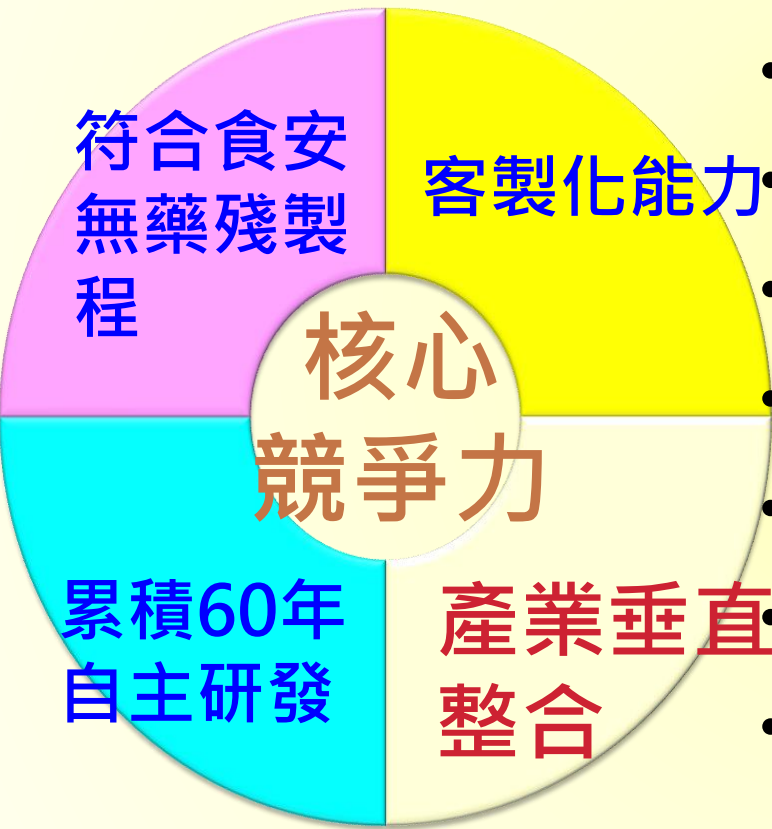 符合食安
無藥殘製
程
客製化能力
核心
競爭力
累積60年
自主研發
產業垂直
整合